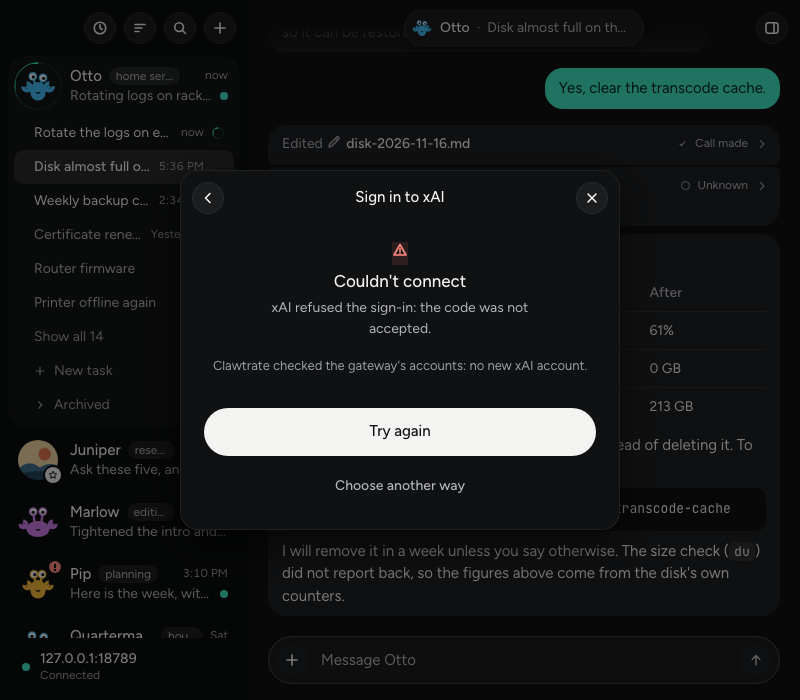 so it can be restore
Otto · Disk almost full on th...
Otto home ser... now
Rotating logs on rack...
Yes, clear the transcode cache.
Rotate the logs on e... now
Edited disk-2026-11-16.md Call made
Disk almost full o... 5:36 PM
Unknown
Weekly backup c... 2:34
Sign in to xAI
Certificate rene... Yeste
Router firmware
Printer offline again
Show all 14
New task
Archived
Couldn't connect
xAI refused the sign-in: the code was not
accepted.
Clawtrate checked the gateway's accounts: no new xAI account.
Try again
Choose another way
After
61%
0 GB
213 GB
ead of deleting it. To
transcode-cache
Juniper rese...
Ask these five, an
Marlow editi...
Tightened the intro and...
Pip planning 3:10 PM
Here is the week, wit...
Quarterma hou... Sat
I will remove it in a week unless you say otherwise. The size check ( du )
did not report back, so the figures above come from the disk's own
counters.
127.0.0.1:18789
Connected
Message Otto